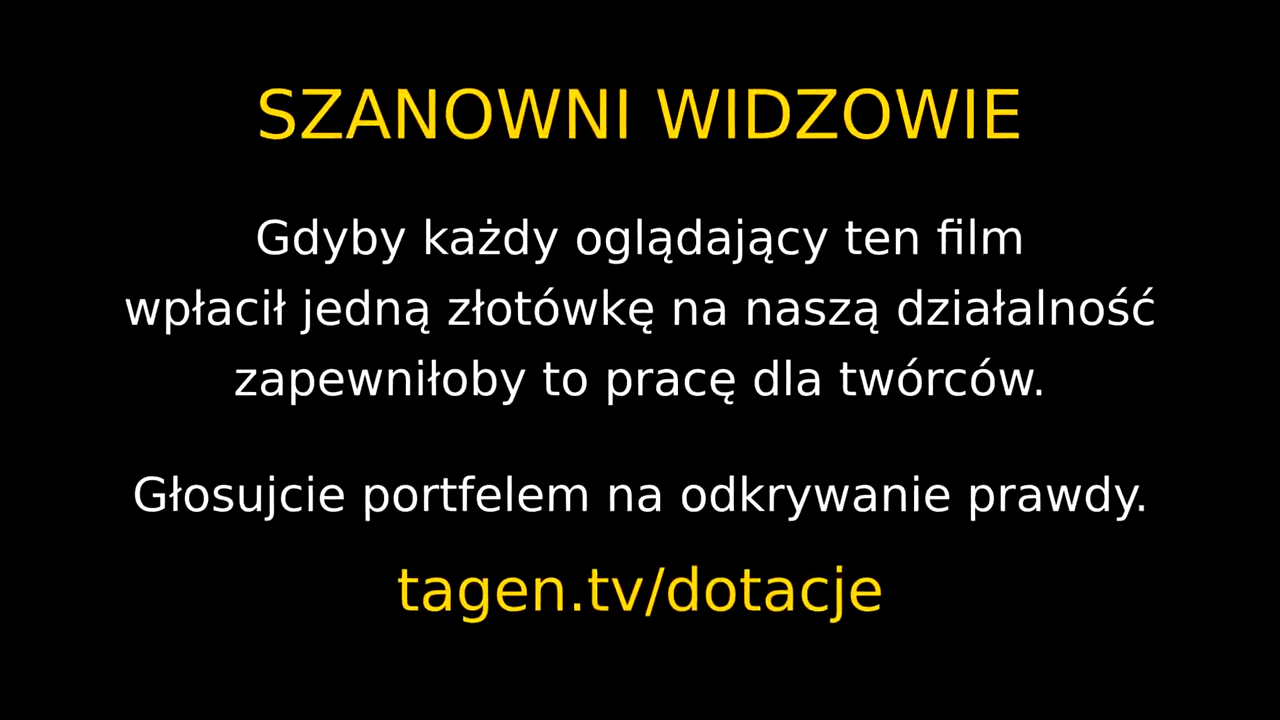 SZANOWNI WIDZOWIE
Gdyby każdy oglądający ten film
wpłacił jedną złotówkę na naszą działalność
zapewniłoby to pracę dla twórców.
Głosujcie portfelem na odkrywanie prawdy.
tagen.tv/dotacje